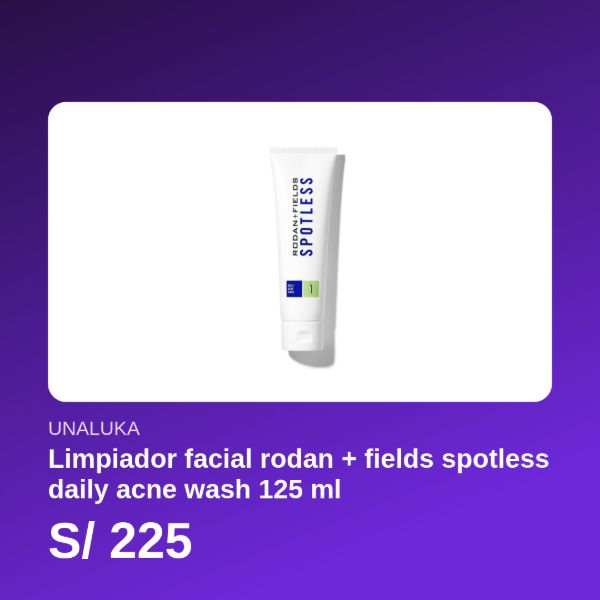 RODAN+FIELDS
SPOTLESS
1
UNALUKA
Limpiador facial rodan + fields spotless
daily acne wash 125 ml
S/ 225